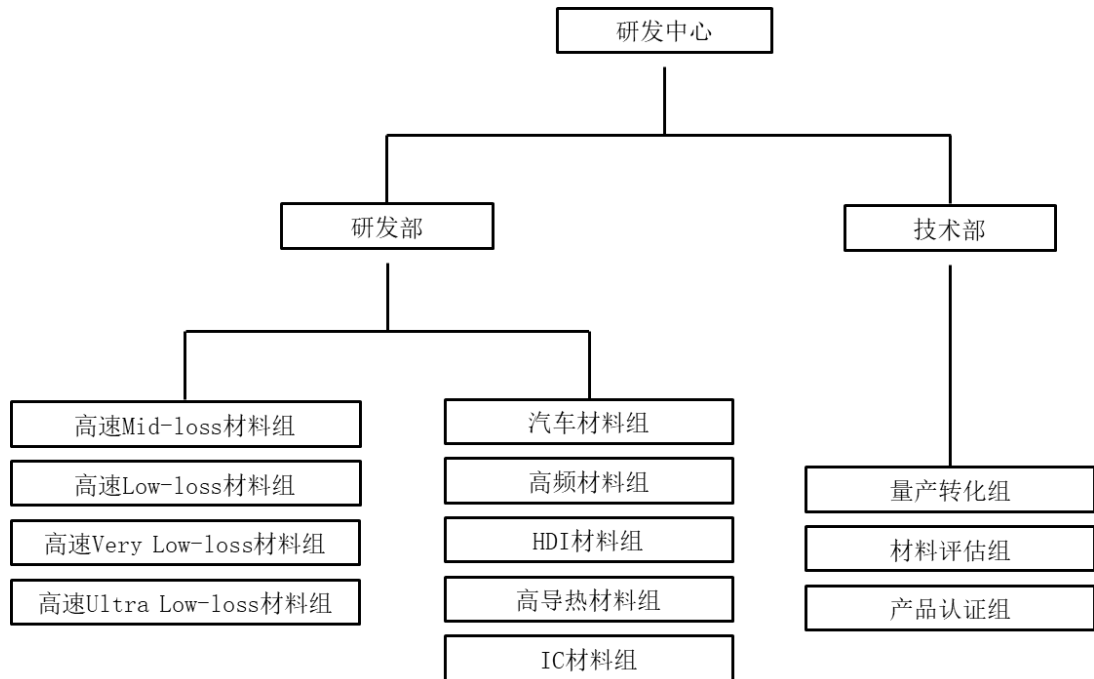 研发中心
研发部
技术部
高速Mid-loss材料组
高速Low-loss材料组
高速Very Low-loss材料组
高速Ultra Low-loss材料组
汽车材料组
高频材料组
HDI材料组
高导热材料组
IC材料组
量产转化组
材料评估组
产品认证组